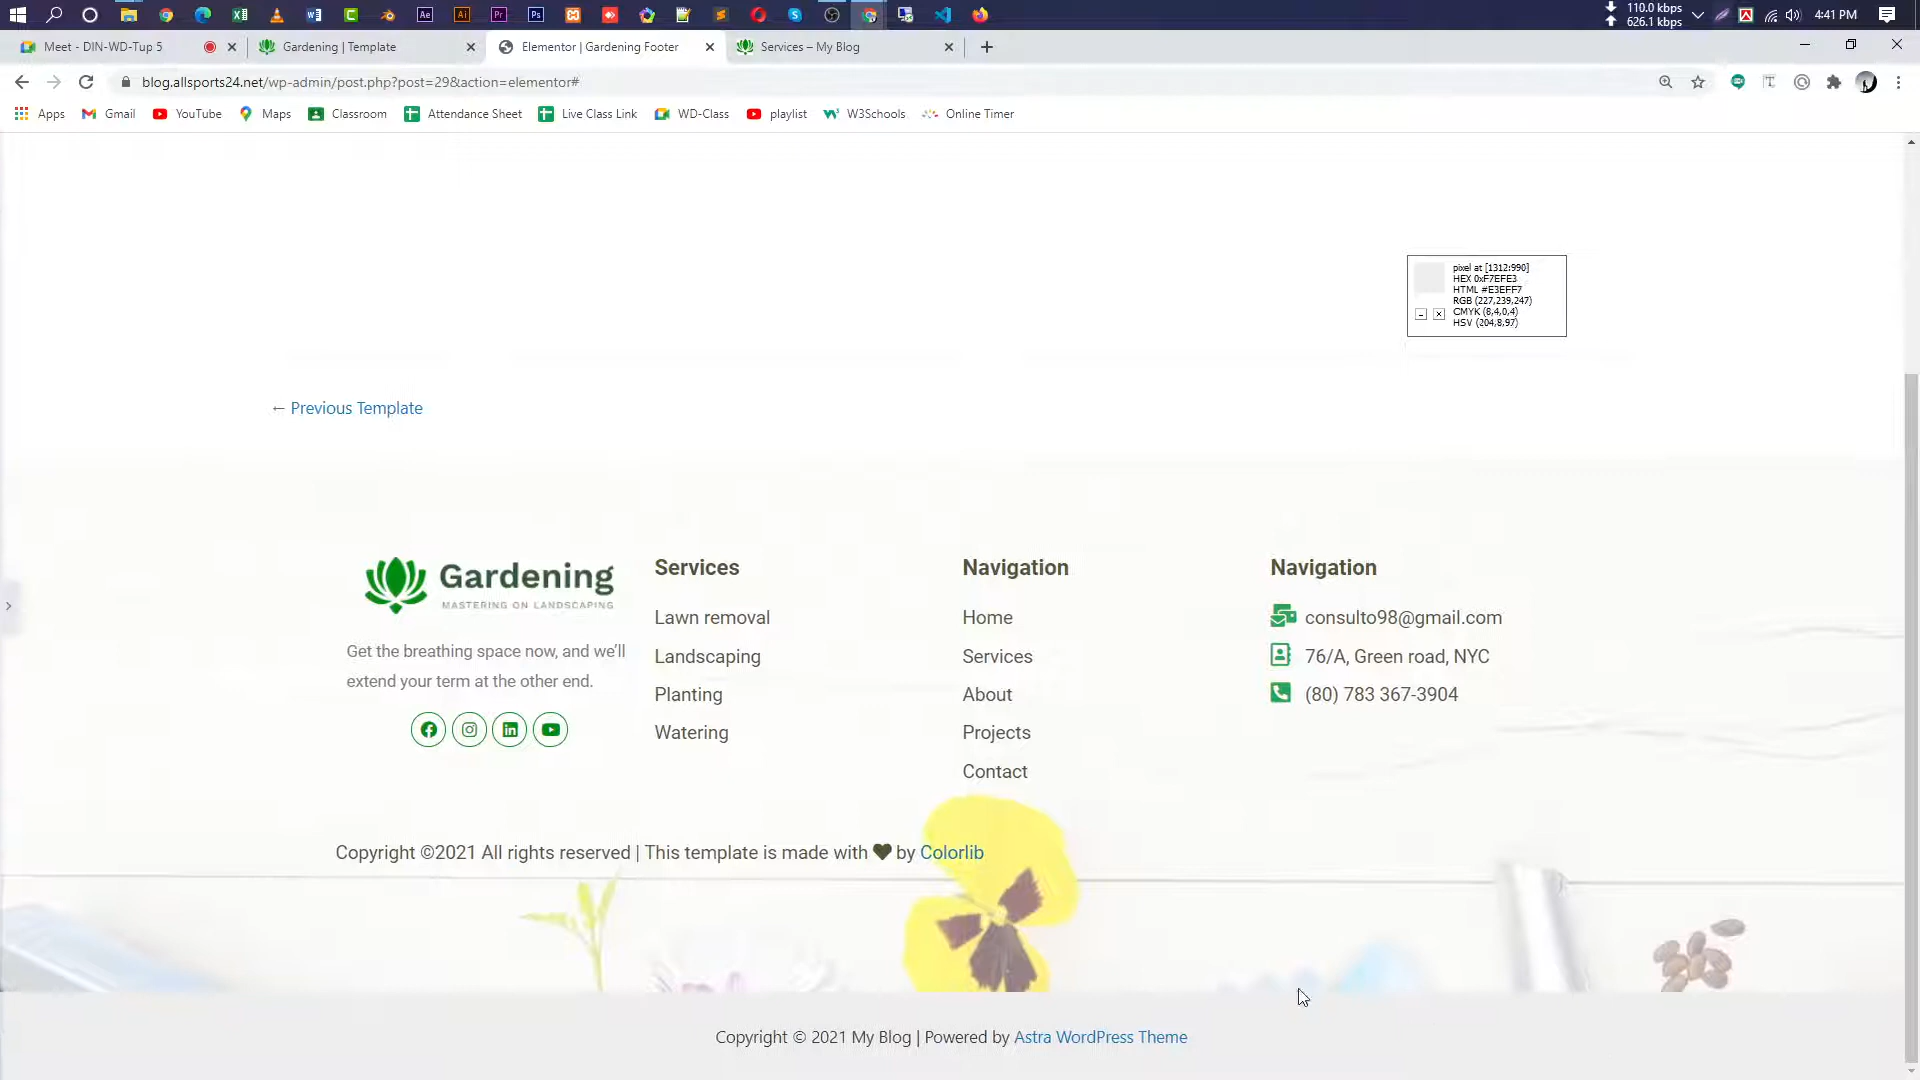 110.0 kbps
626.1 kbps
4:41 PM
Meet - DIN-WD-Tup 5
Gardening | Template
Elementor | Gardening Footer
Services – My Blog
blog.allsports24.net/wp-admin/post.php?post=29&action=elementor#
Apps
Gmail
YouTube
Maps
Classroom
Attendance Sheet
Live Class Link
WD-Class
playlist
W3Schools
Online Timer
pixel at [1312:990]
HEX 0xF7EFE3
HTML #E3EFF7
RGB (227,239,247)
CMYK (8,4,0,4)
HSV (204,8,97)
← Previous Template
Gardening
MASTERING ON LANDSCAPING
Get the breathing space now, and we'll
extend your term at the other end.
Services
Lawn removal
Landscaping
Planting
Watering
Navigation
Home
Services
About
Projects
Contact
Navigation
consulto98@gmail.com
76/A, Green road, NYC
(80) 783 367-3904
Copyright ©2021 All rights reserved | This template is made with ♥ by Colorlib
Copyright © 2021 My Blog | Powered by Astra WordPress Theme